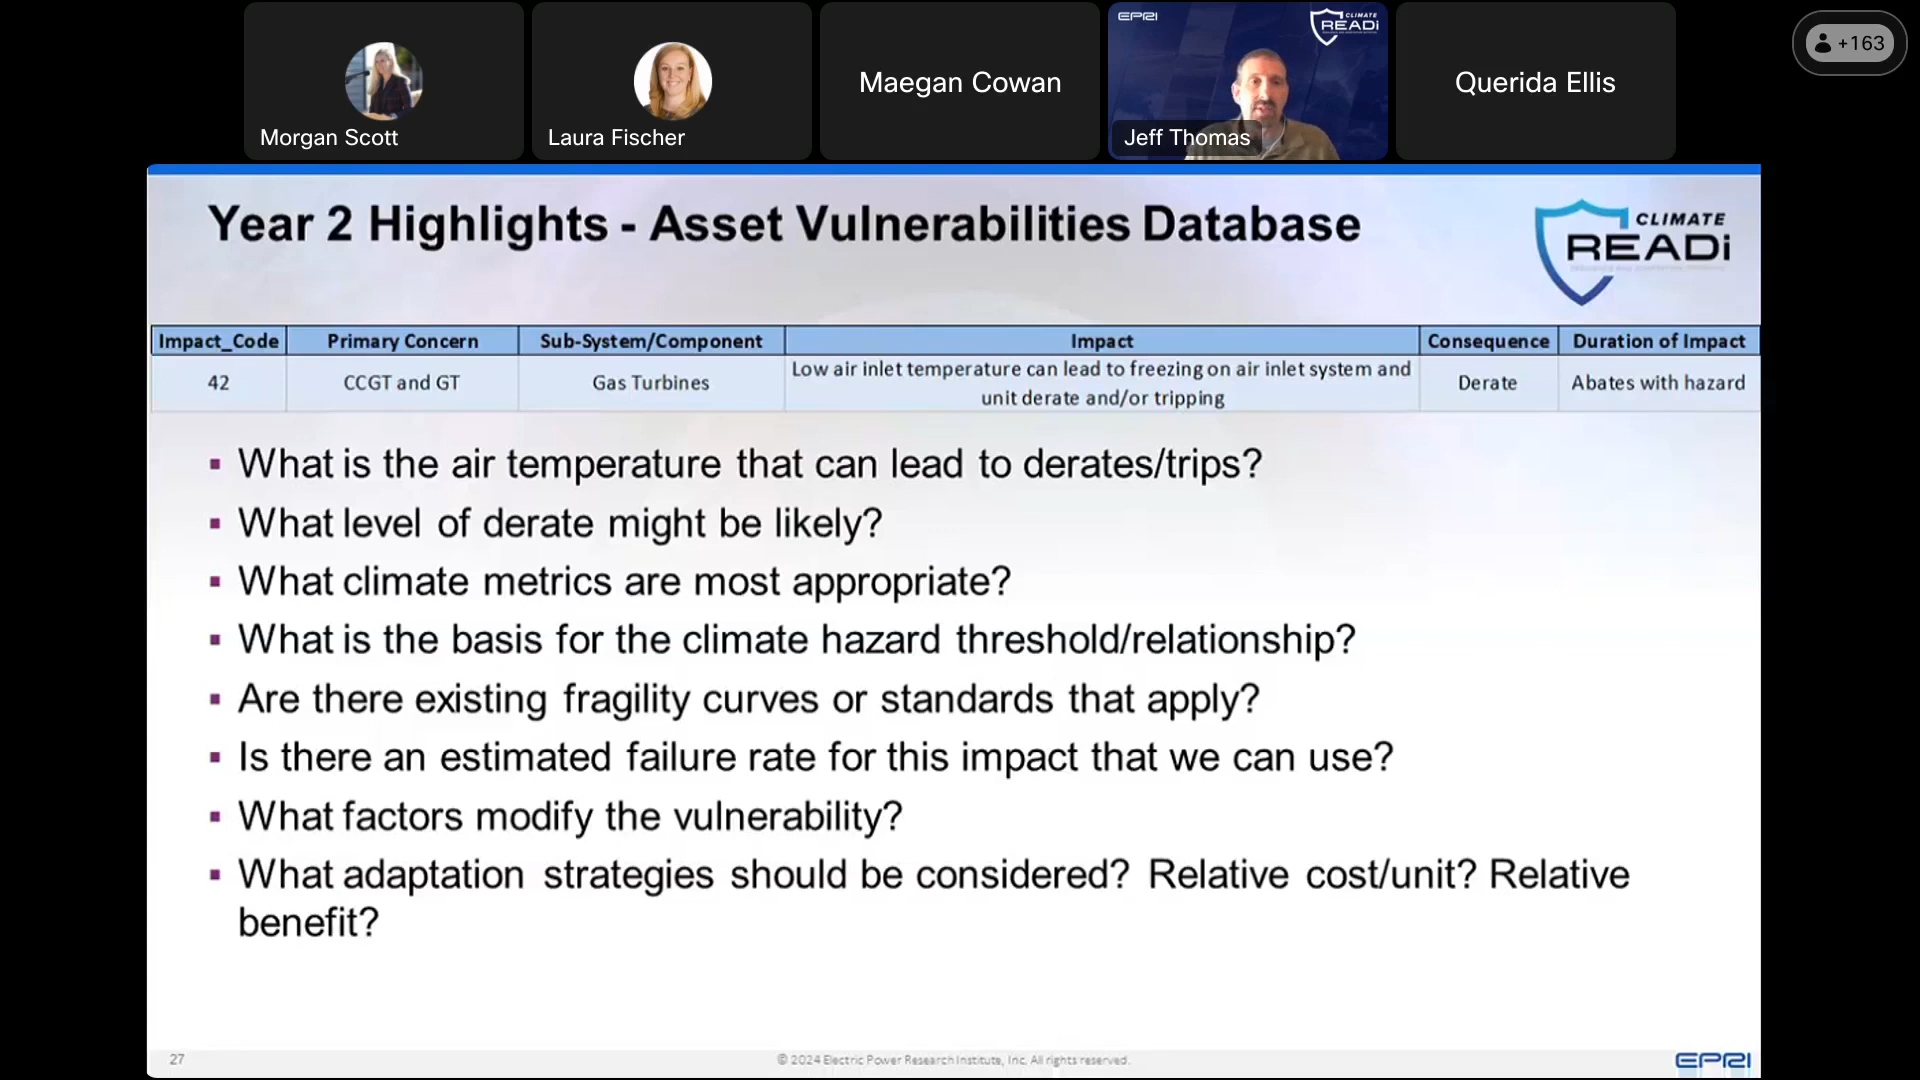 EPRI
CLIMATE
READi
+163
Maegan Cowan
Querida Ellis
Morgan Scott
Laura Fischer
Jeff Thomas
Year 2 Highlights - Asset Vulnerabilities Database
CLIMATE
READi
Impact_Code Primary Concern Sub-System/Component Impact Consequence Duration of Impact
42 CCGT and GT Gas Turbines Low air inlet temperature can lead to freezing on air inlet system and Derate Abates with hazard
unit derate and/or tripping
▪ What is the air temperature that can lead to derates/trips?
▪ What level of derate might be likely?
▪ What climate metrics are most appropriate?
▪ What is the basis for the climate hazard threshold/relationship?
▪ Are there existing fragility curves or standards that apply?
▪ Is there an estimated failure rate for this impact that we can use?
▪ What factors modify the vulnerability?
▪ What adaptation strategies should be considered? Relative cost/unit? Relative
benefit?
27
© 2024 Electric Power Research Institute, Inc. All rights reserved.
EPRI